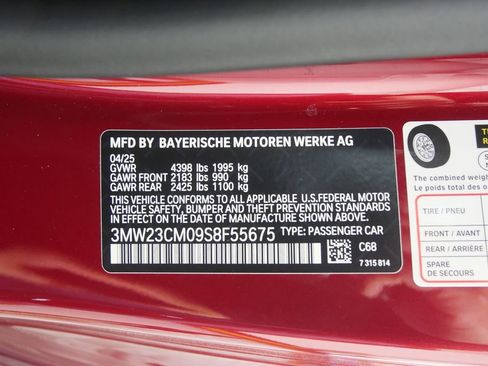 MFD BY BAYERISCHE MOTOREN WERKE AG
04/25
GVWR 4398 lbs 1995 kg
GAWR FRONT 2183 lbs 990 kg
GAWR REAR 2425 lbs 1100 kg
THIS VEHICLE CONFORMS TO ALL APPLICABLE U.S.FEDERAL MOTOR
VEHICLE SAFETY, BUMPER, AND THEFT PREVENTION STANDARDS
IN EFFECT ON THE DATE OF MANUFACTURE SHOWN ABOVE.
3MW23CM09S8F55675 TYPE: PASSENGER CAR
C68
7 315 814
The combined weigh
Le poids total des
TIRE / PNEU
FRONT / AVANT
REAR / ARRIÈRE
SPARE
DE SECOURS